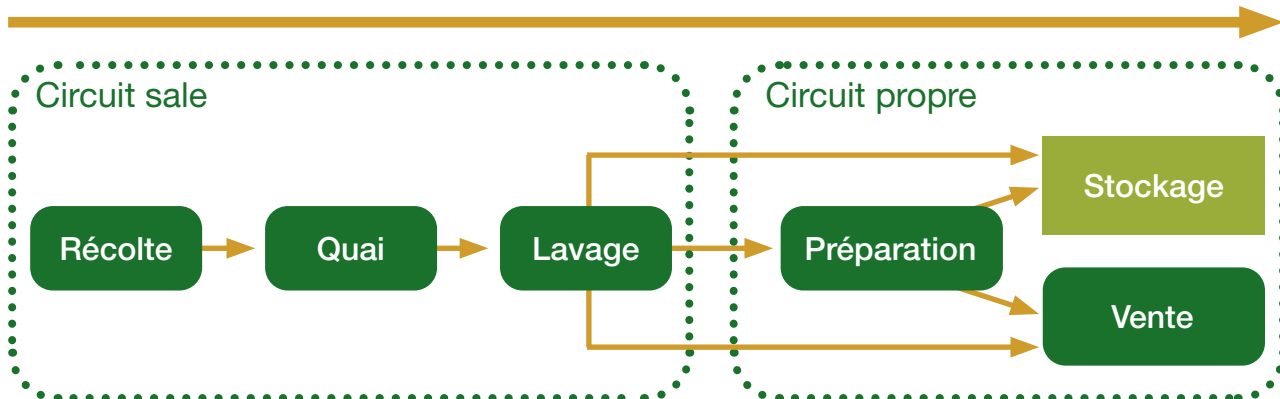 Circuit sale
Circuit propre
Récolte
Quai
Lavage
Préparation
Stockage
Vente